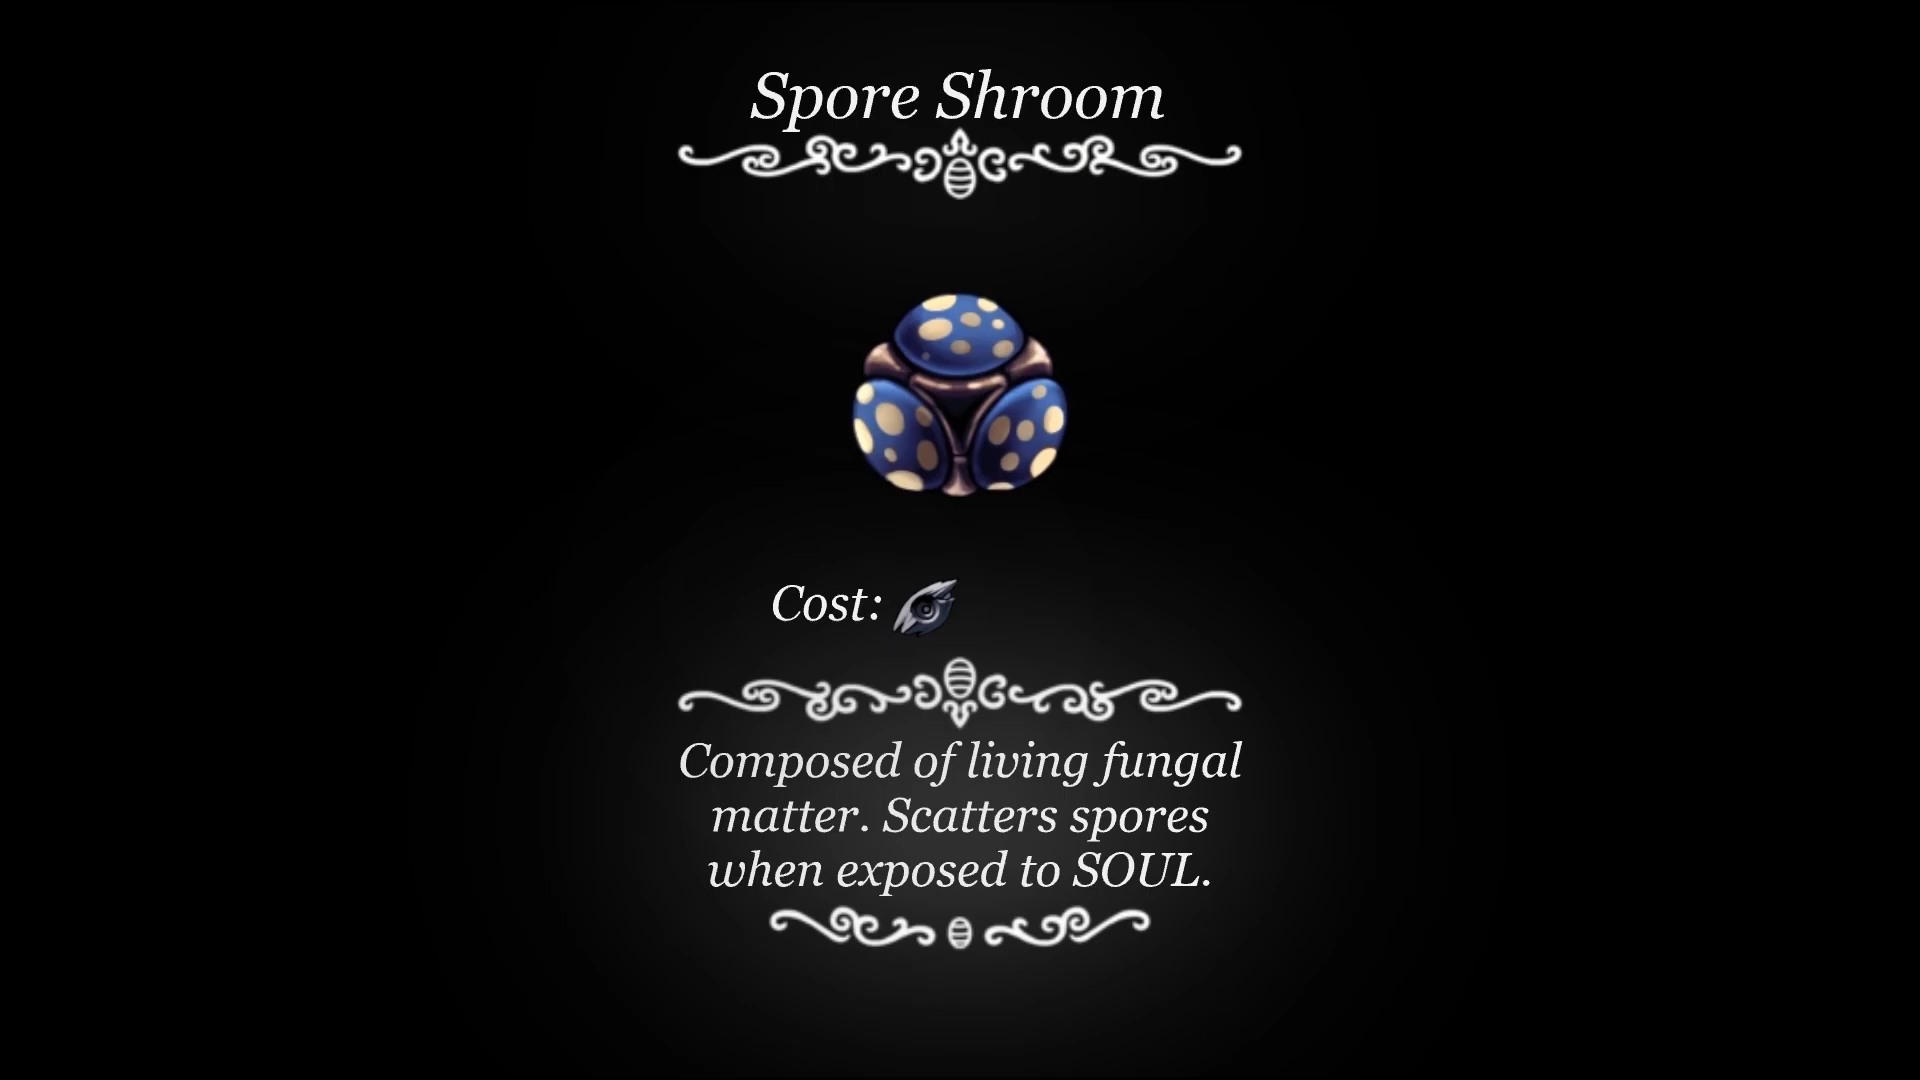 Spore Shroom
Cost:
Composed of living fungal
matter. Scatters spores
when exposed to SOUL.